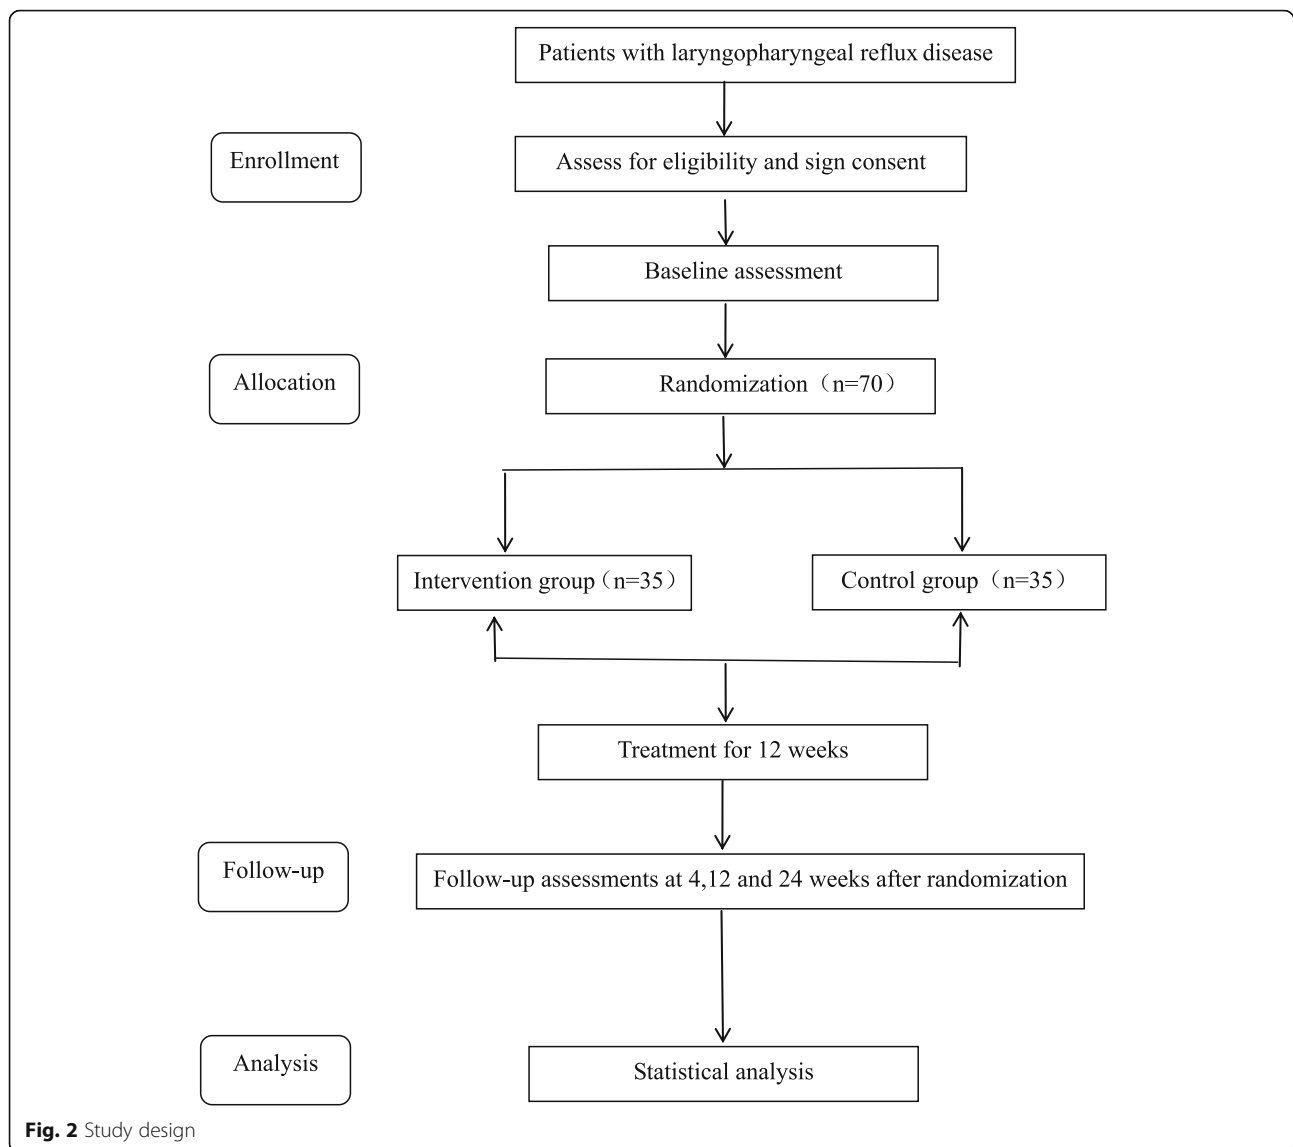 Patients with laryngopharyngeal reflux disease
Enrollment
Assess for eligibility and sign consent
Baseline assessment
Allocation
Randomization（n=70）
Intervention group（n=35）
Control group（n=35）
Treatment for 12 weeks
Follow-up
Follow-up assessments at 4,12 and 24 weeks after randomization
Analysis
Statistical analysis
Fig. 2 Study design